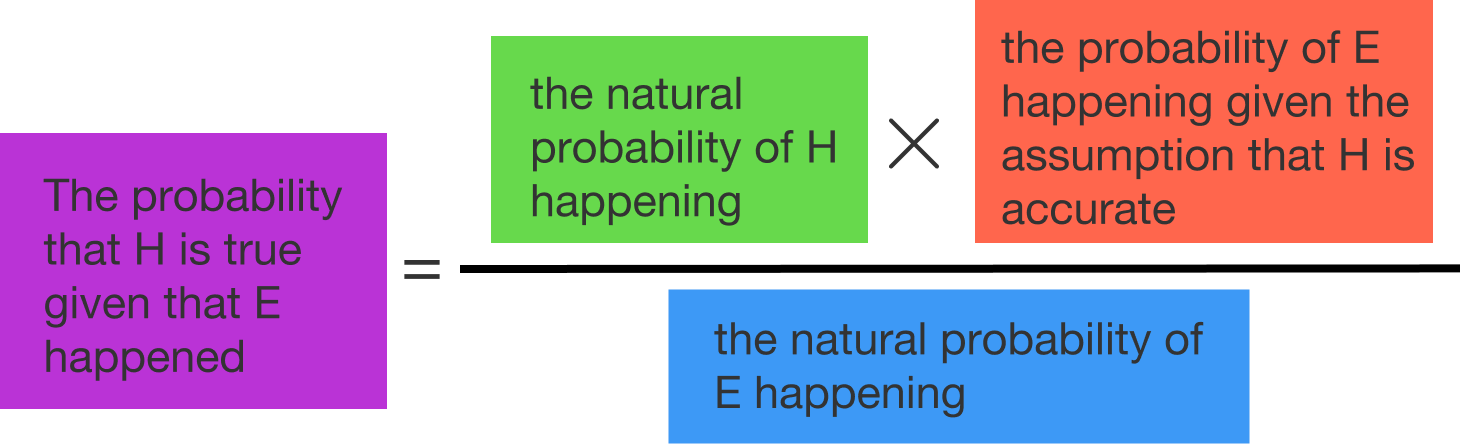 The probability
that H is true
given that E
happened
=
the natural
probability of H
happening
×
the probability of E
happening given the
assumption that H is
accurate
the natural probability of
E happening